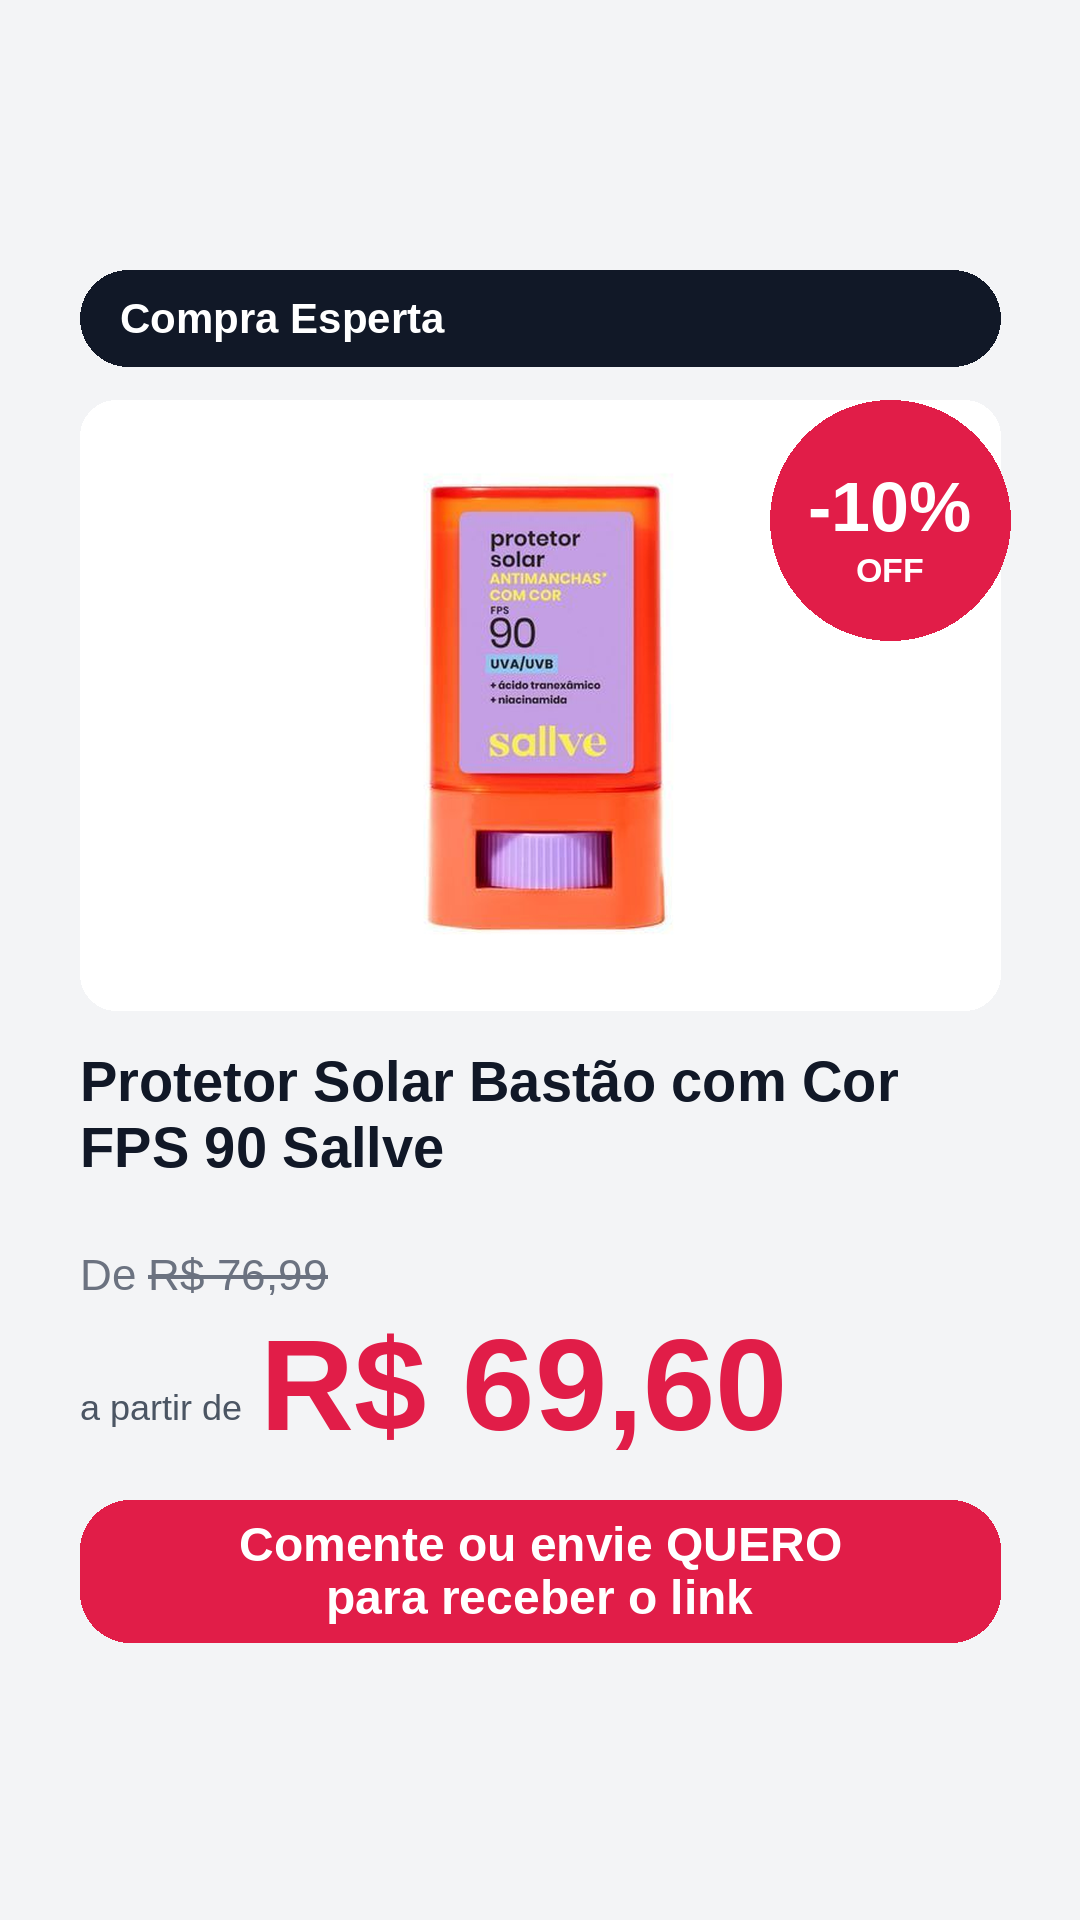 Compra Esperta
-10%
OFF
protetor
solar
ANTIMANCHAS*
COM COR
FPS
90
UVA/UVB
+ ácido tranexâmico
+ niacinamida
sallve
Protetor Solar Bastão com Cor
FPS 90 Sallve
De R$ 76,99
a partir de R$ 69,60
Comente ou envie QUERO
para receber o link